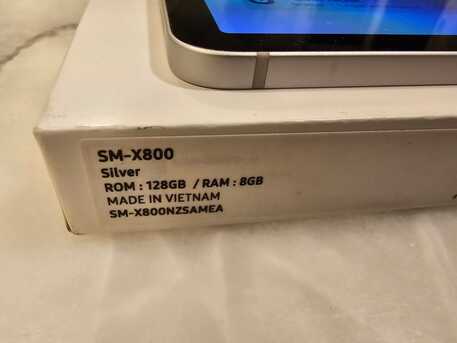 SM-X800
Silver
ROM : 128GB / RAM : 8GB
MADE IN VIETNAM
SM-X800NZSAMEA